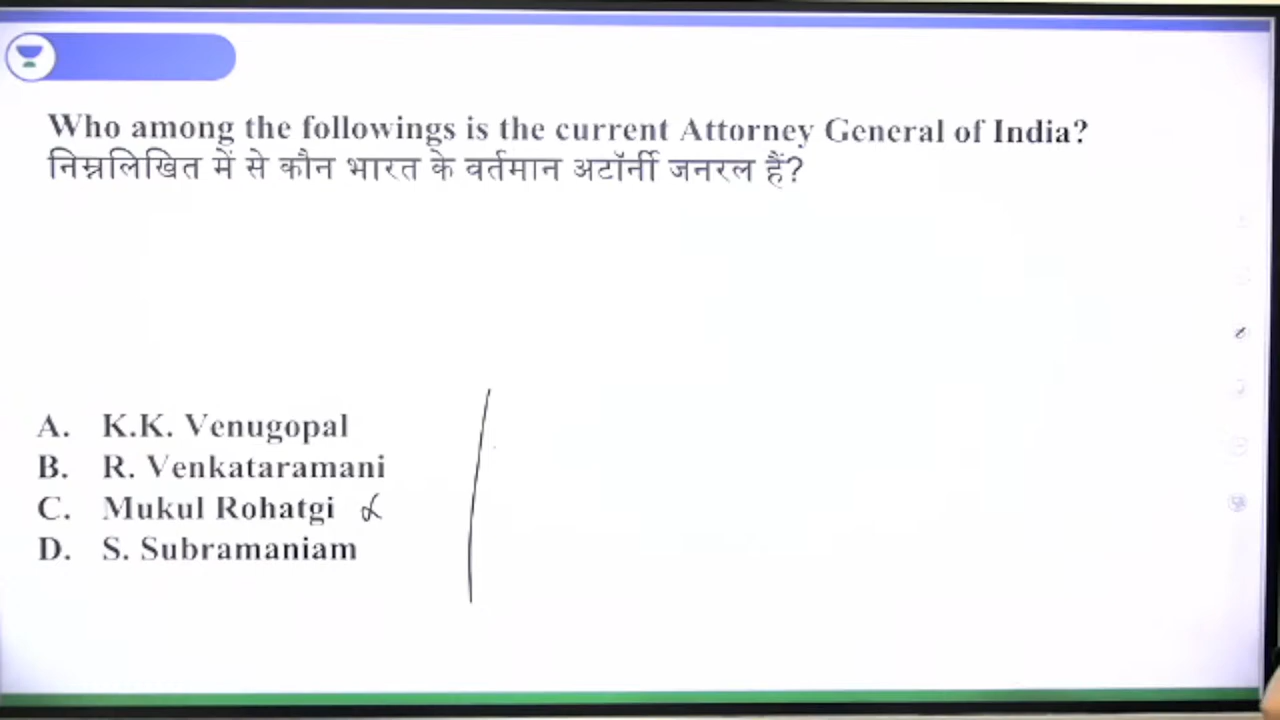 Who among the followings is the current Attorney General of India?
निम्नलिखित में से कौन भारत के वर्तमान अटॉर्नी जनरल हैं?
A. K.K. Venugopal
B. R. Venkataramani
C. Mukul Rohatgi
D. S. Subramaniam